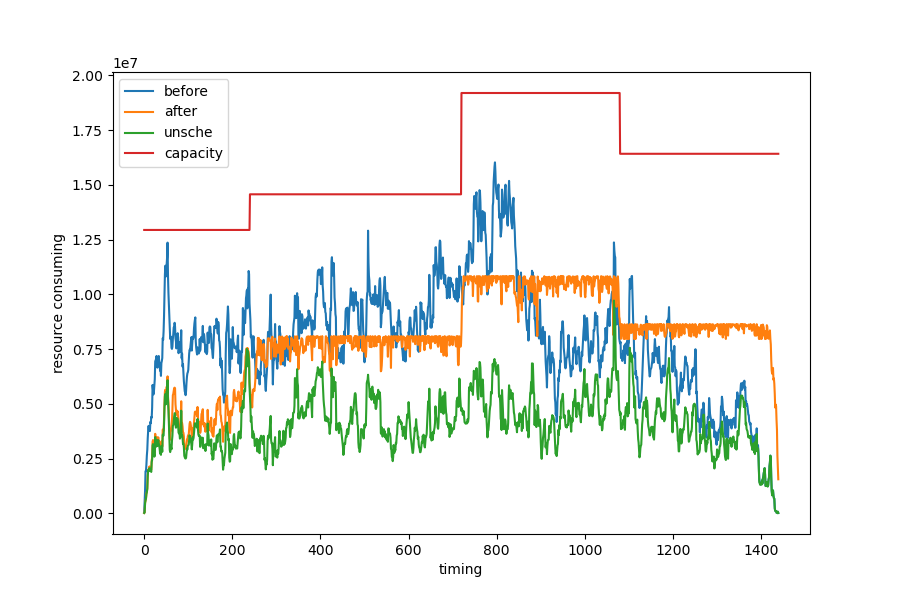 1e7
2.00
1.75
1.50
1.25
1.00
0.75
0.50
0.25
0.00
resource consuming
before
after
unsche
capacity
0 200 400 600 800 1000 1200 1400
timing